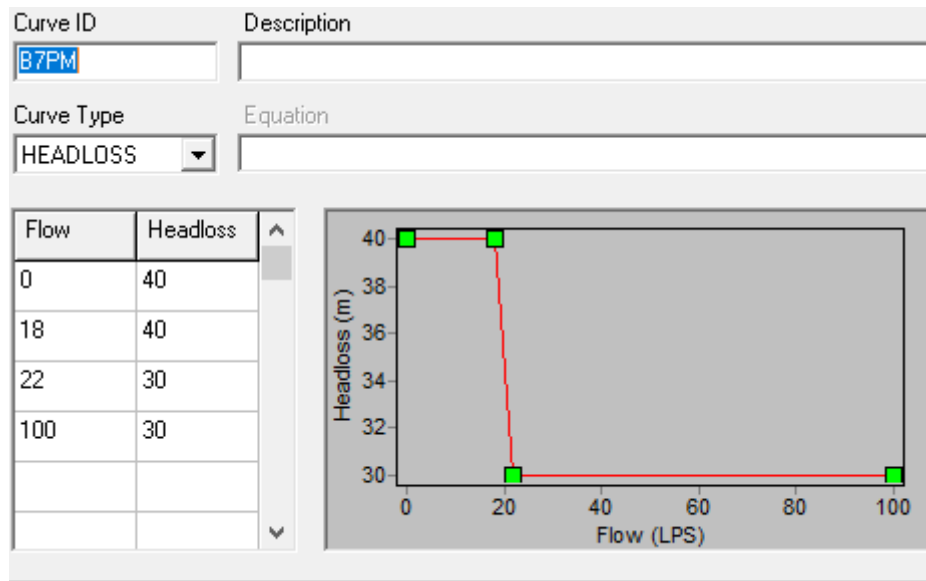 Curve ID Description
B7PM
Curve Type Equation
HEADLOSS
Flow Headloss
0 40
18 40
22 30
100 30
Headloss (m)
40
38
36
34
32
30
0 20 40 60 80 100
Flow (LPS)